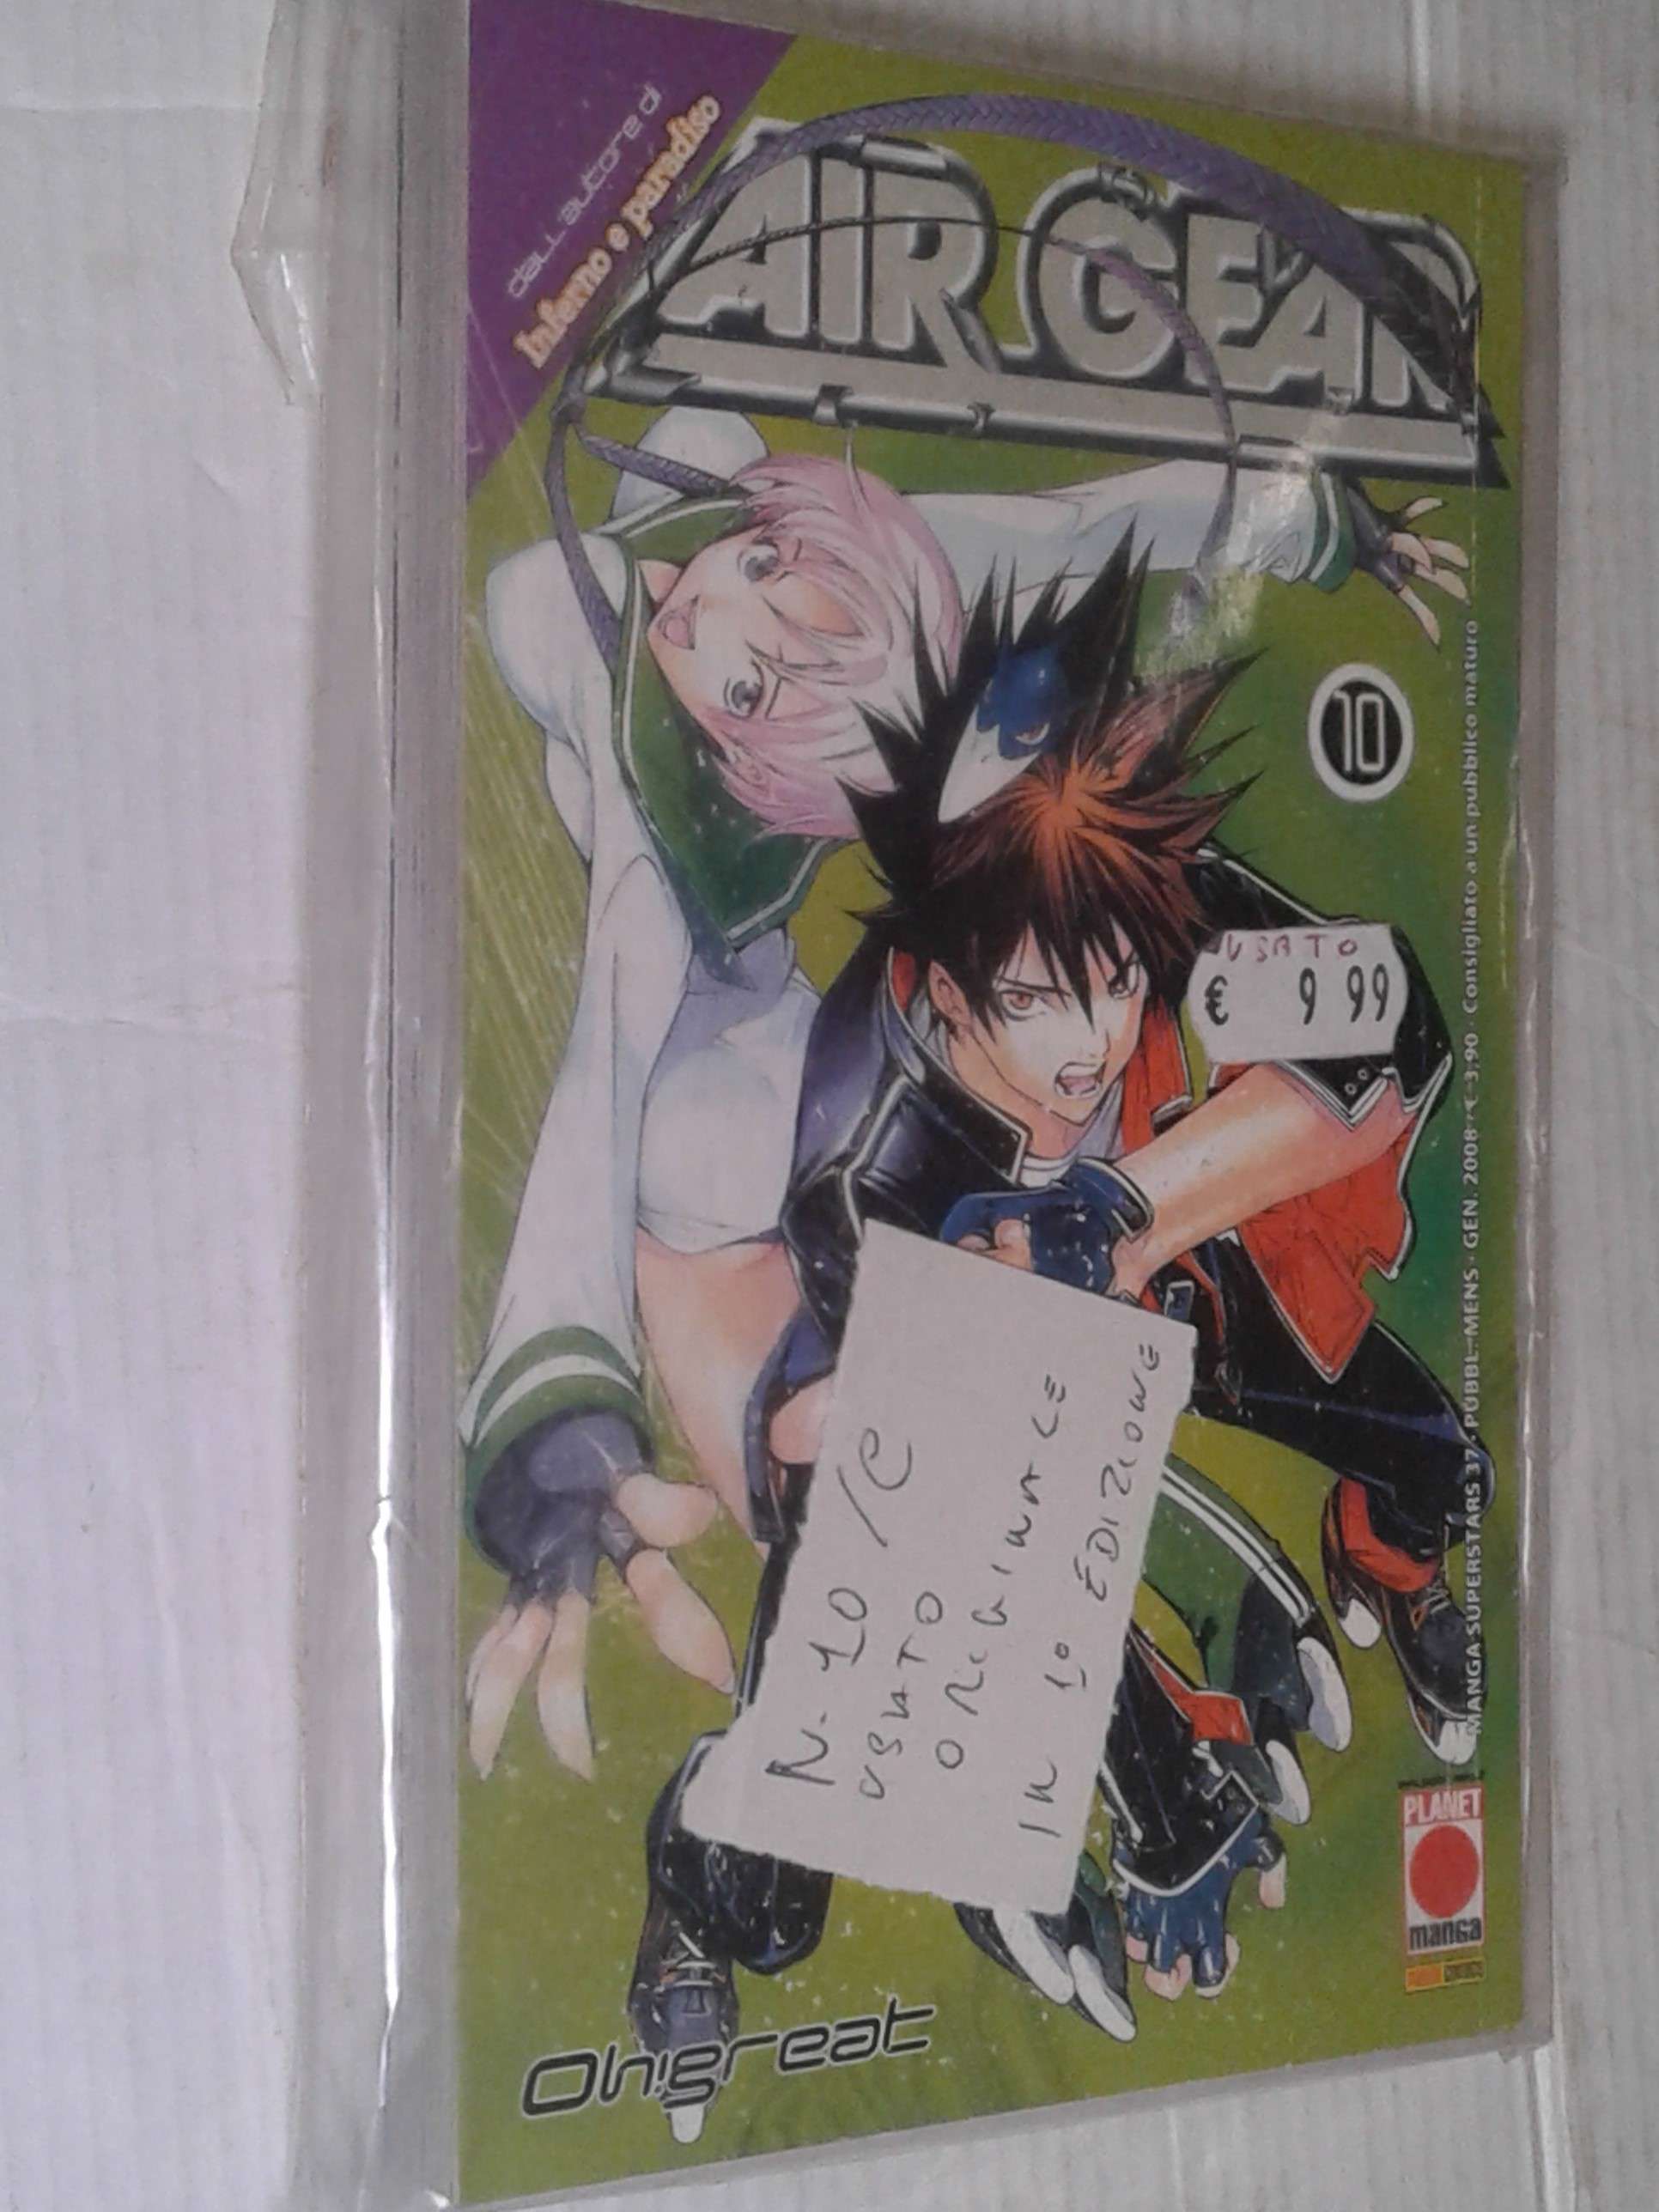 dall'autore di
Inferno e paradiso
AIR GEAR
10
USATO
€ 9 99
MANGA SUPERSTARS 37 · PUBBL. MENS · GEN. 2008 · € 3,90 · Consigliato a un pubblico maturo
N. 10 /C
USATO
ORIGINALE
IN 1° EDIZIONE
PLANET
manga
Oh!great